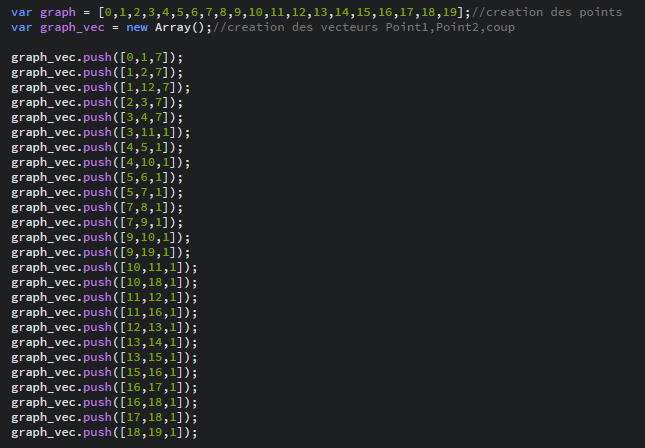 var graph = [0,1,2,3,4,5,6,7,8,9,10,11,12,13,14,15,16,17,18,19];//creation des points
var graph_vec = new Array();//creation des vecteurs Point1,Point2,coup
graph_vec.push([0,1,7]);
graph_vec.push([1,2,7]);
graph_vec.push([1,12,7]);
graph_vec.push([2,3,7]);
graph_vec.push([3,4,7]);
graph_vec.push([3,11,1]);
graph_vec.push([4,5,1]);
graph_vec.push([4,10,1]);
graph_vec.push([5,6,1]);
graph_vec.push([5,7,1]);
graph_vec.push([7,8,1]);
graph_vec.push([7,9,1]);
graph_vec.push([9,10,1]);
graph_vec.push([9,19,1]);
graph_vec.push([10,11,1]);
graph_vec.push([10,18,1]);
graph_vec.push([11,12,1]);
graph_vec.push([11,16,1]);
graph_vec.push([12,13,1]);
graph_vec.push([13,14,1]);
graph_vec.push([13,15,1]);
graph_vec.push([15,16,1]);
graph_vec.push([16,17,1]);
graph_vec.push([16,18,1]);
graph_vec.push([17,18,1]);
graph_vec.push([18,19,1]);